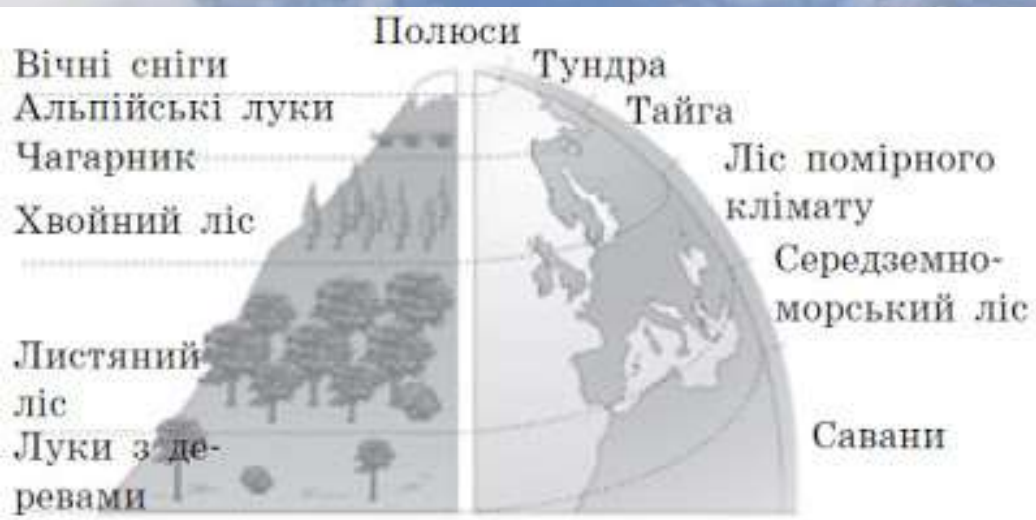 Полюси
Вічні сніги
Альпійські луки
Чагарник
Хвойний ліс
Листяний
ліс
Луки з де-
ревами
Тундра
Тайга
Ліс помірного
клімату
Середземно-
морський ліс
Савани